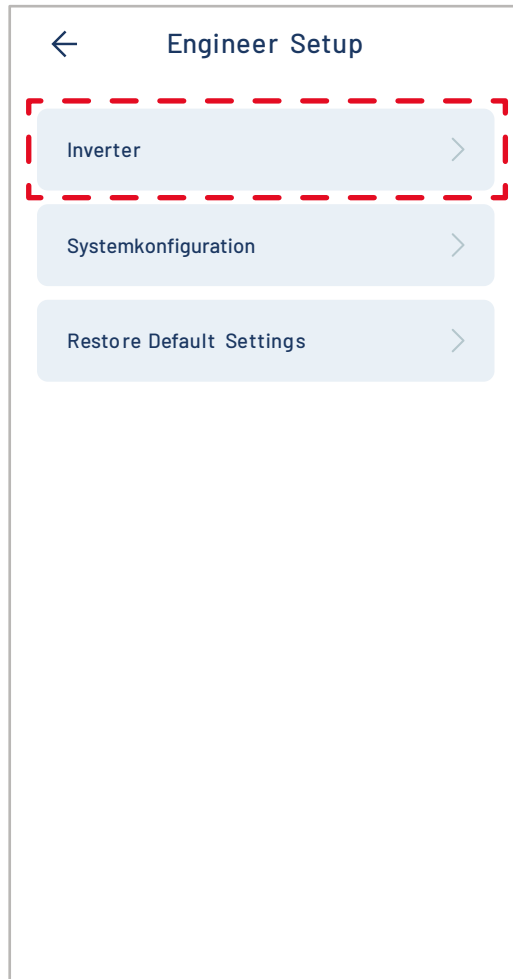 Engineer Setup
Inverter
Systemkonfiguration
Restore Default Settings